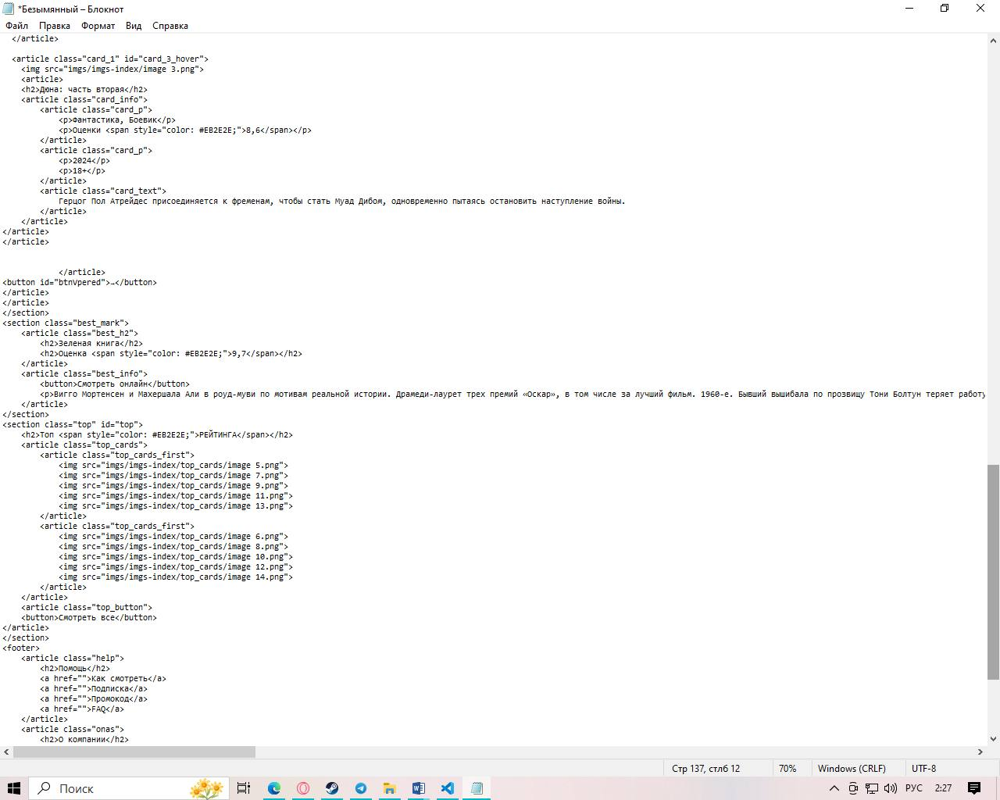 *Безымянный – Блокнот
Файл Правка Формат Вид Справка
</article>
<article class="card_1" id="card_3_hover">
<img src="imgs/imgs-index/image 3.png">
<article>
<h2>Дюна: часть вторая</h2>
<article class="card_info">
<article class="card_p">
<p>Фантастика, Боевик</p>
<p>Оценки <span style="color: #EB2E2E;">8,6</span></p>
</article>
<article class="card_p">
<p>2024</p>
<p>18+</p>
</article>
<article class="card_text">
Герцог Пол Атрейдес присоединяется к фременам, чтобы стать Муад Дибом, одновременно пытаясь остановить наступление войны.
</article>
</article>
</article>
</article>
</article>
<button id="btnVpered">→</button>
</article>
</article>
</section>
<section class="best_mark">
<article class="best_h2">
<h2>Зеленая книга</h2>
<h2>Оценка <span style="color: #EB2E2E;">9,7</span></h2>
</article>
<article class="best_info">
<button>Смотреть онлайн</button>
<p>Вигго Мортенсен и Махершала Али в роуд-муви по мотивам реальной истории. Драмеди-лауреат трех премий «Оскар», в том числе за лучший фильм. 1960-е. Бывший вышибала по прозвищу Тони Болтун теряет работу
</article>
</section>
<section class="top" id="top">
<h2>Топ <span style="color: #EB2E2E;">РЕЙТИНГА</span></h2>
<article class="top_cards">
<article class="top_cards_first">
<img src="imgs/imgs-index/top_cards/image 5.png">
<img src="imgs/imgs-index/top_cards/image 7.png">
<img src="imgs/imgs-index/top_cards/image 9.png">
<img src="imgs/imgs-index/top_cards/image 11.png">
<img src="imgs/imgs-index/top_cards/image 13.png">
</article>
<article class="top_cards_first">
<img src="imgs/imgs-index/top_cards/image 6.png">
<img src="imgs/imgs-index/top_cards/image 8.png">
<img src="imgs/imgs-index/top_cards/image 10.png">
<img src="imgs/imgs-index/top_cards/image 12.png">
<img src="imgs/imgs-index/top_cards/image 14.png">
</article>
</article>
<article class="top_button">
<button>Смотреть все</button>
</article>
</section>
<footer>
<article class="help">
<h2>Помощь</h2>
<a href="">Как смотреть</a>
<a href="">Подписка</a>
<a href="">Промокод</a>
<a href="">FAQ</a>
</article>
<article class="onas">
<h2>О компании</h2>
Стр 137, стлб 12 70% Windows (CRLF) UTF-8
Поиск РУС 2:27